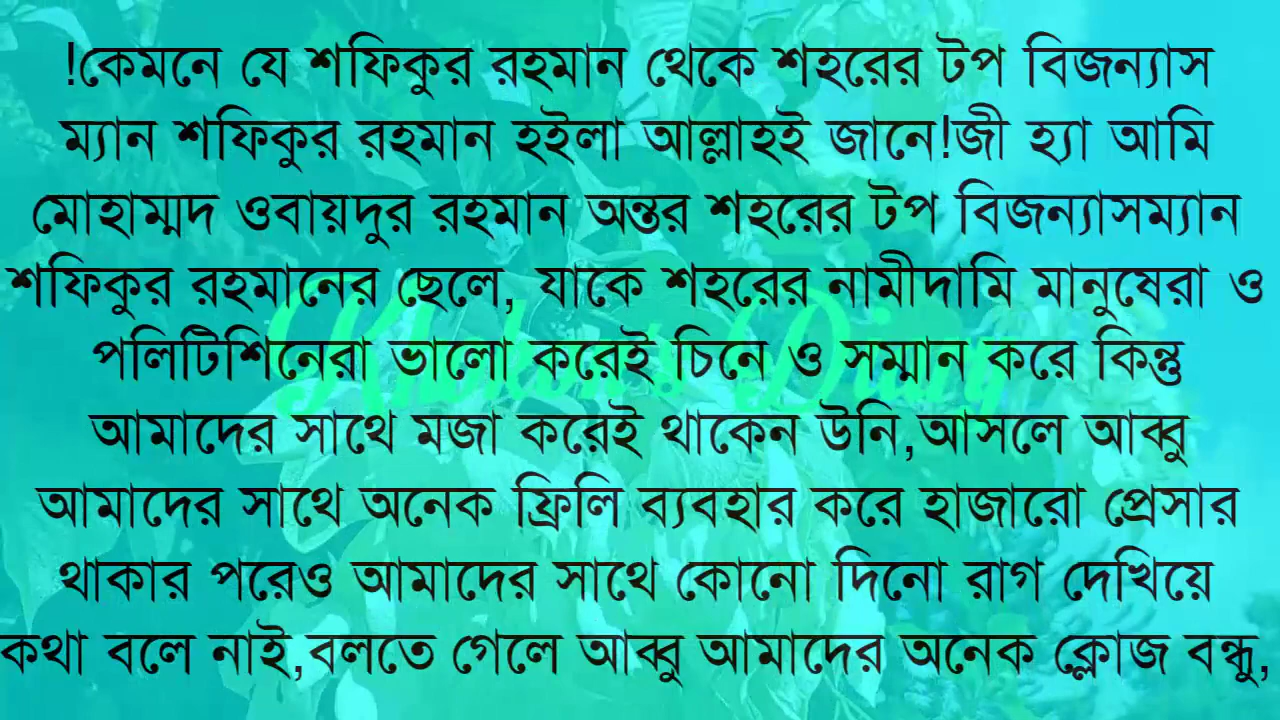 !কেমনে যে শফিকুর রহমান থেকে শহরের টপ বিজন্যাস
ম্যান শফিকুর রহমান হইলা আল্লাহই জানে!জী হ্যা আমি
মোহাম্মদ ওবায়দুর রহমান অন্তর শহরের টপ বিজন্যাসম্যান
শফিকুর রহমানের ছেলে, যাকে শহরের নামীদামি মানুষেরা ও
পলিটিশিনেরা ভালো করেই চিনে ও সম্মান করে কিন্তু
আমাদের সাথে মজা করেই থাকেন উনি,আসলে আব্বু
আমাদের সাথে অনেক ফ্রিলি ব্যবহার করে হাজারো প্রেসার
থাকার পরেও আমাদের সাথে কোনো দিনো রাগ দেখিয়ে
কথা বলে নাই,বলতে গেলে আব্বু আমাদের অনেক ক্লোজ বন্ধু,